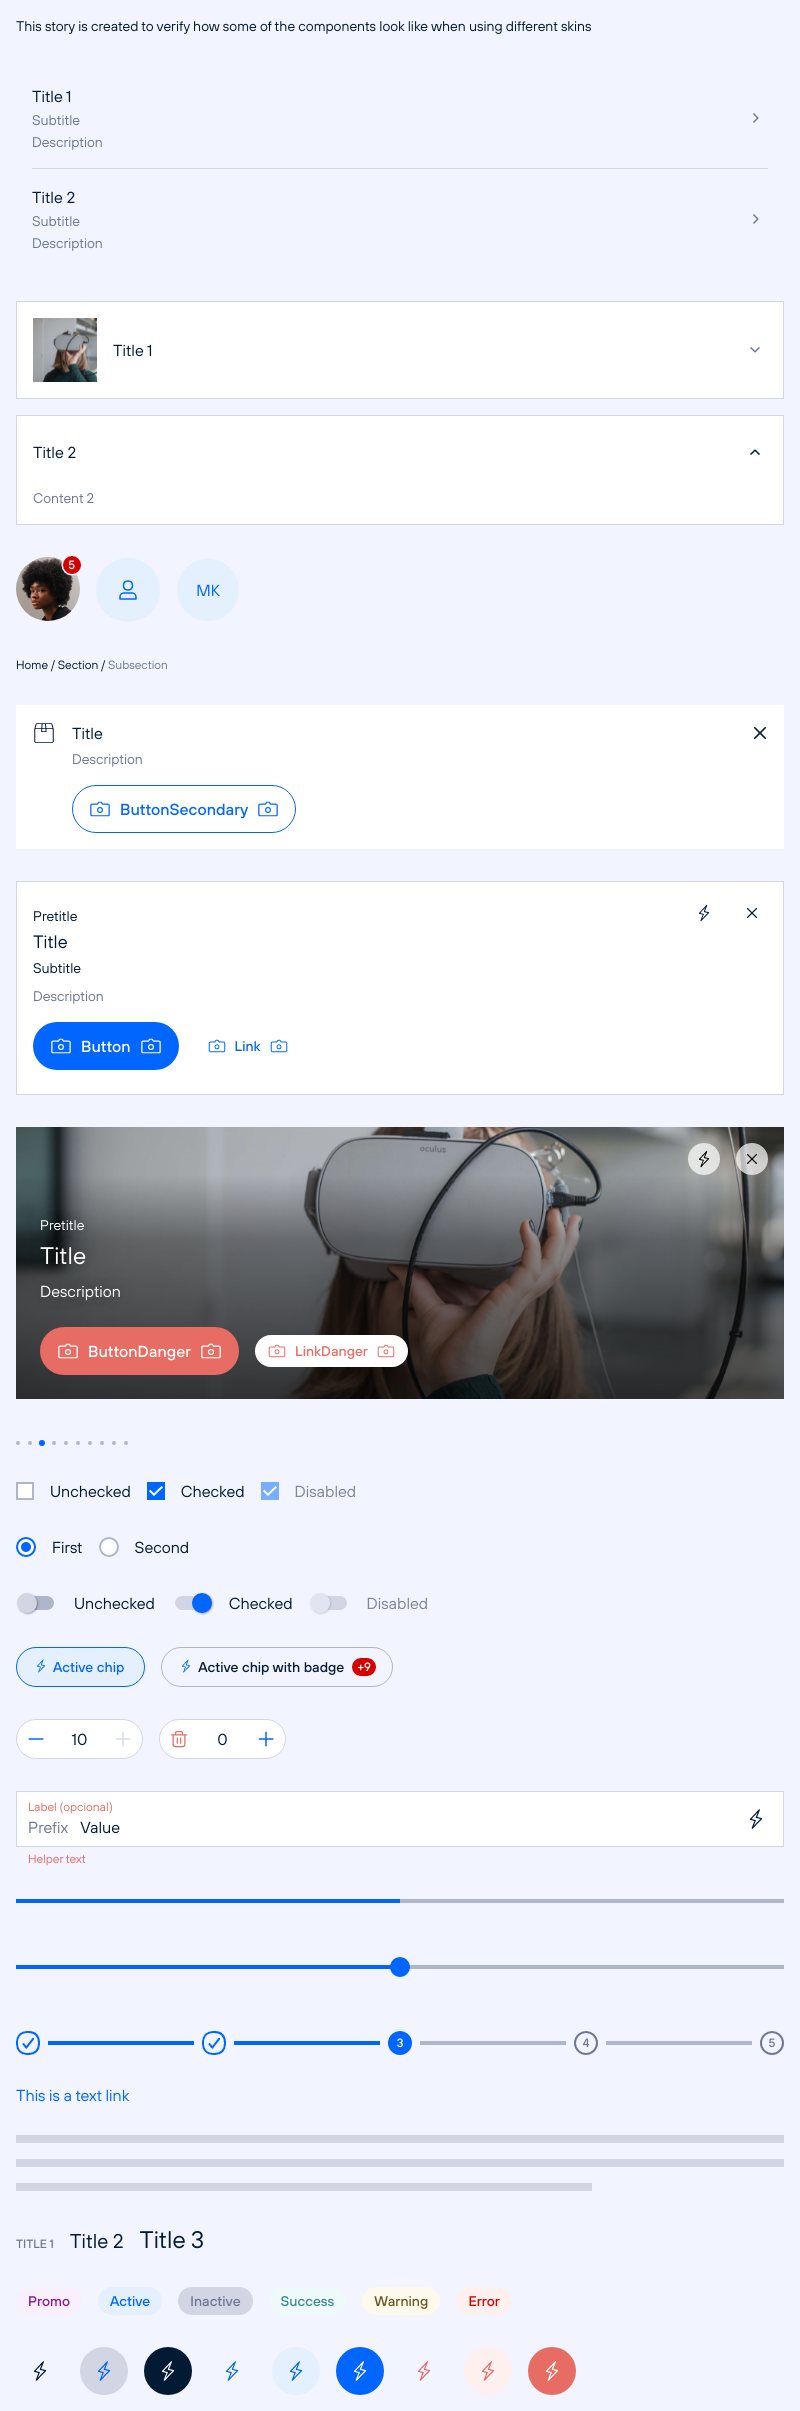 This story is created to verify how some of the components look like when using different skins
Title 1
Subtitle
Description
Title 2
Subtitle
Description
Title 1
Title 2
Content 2
5
MK
Home / Section / Subsection
Title
Description
ButtonSecondary
Pretitle
Title
Subtitle
Description
Button Link
oculus
Pretitle
Title
Description
ButtonDanger LinkDanger
Unchecked Checked Disabled
First Second
Unchecked Checked Disabled
Active chip Active chip with badge +9
10 0
Label (opcional)
Prefix Value
Helper text
3 4 5
This is a text link
TITLE 1 Title 2 Title 3
Promo Active Inactive Success Warning Error